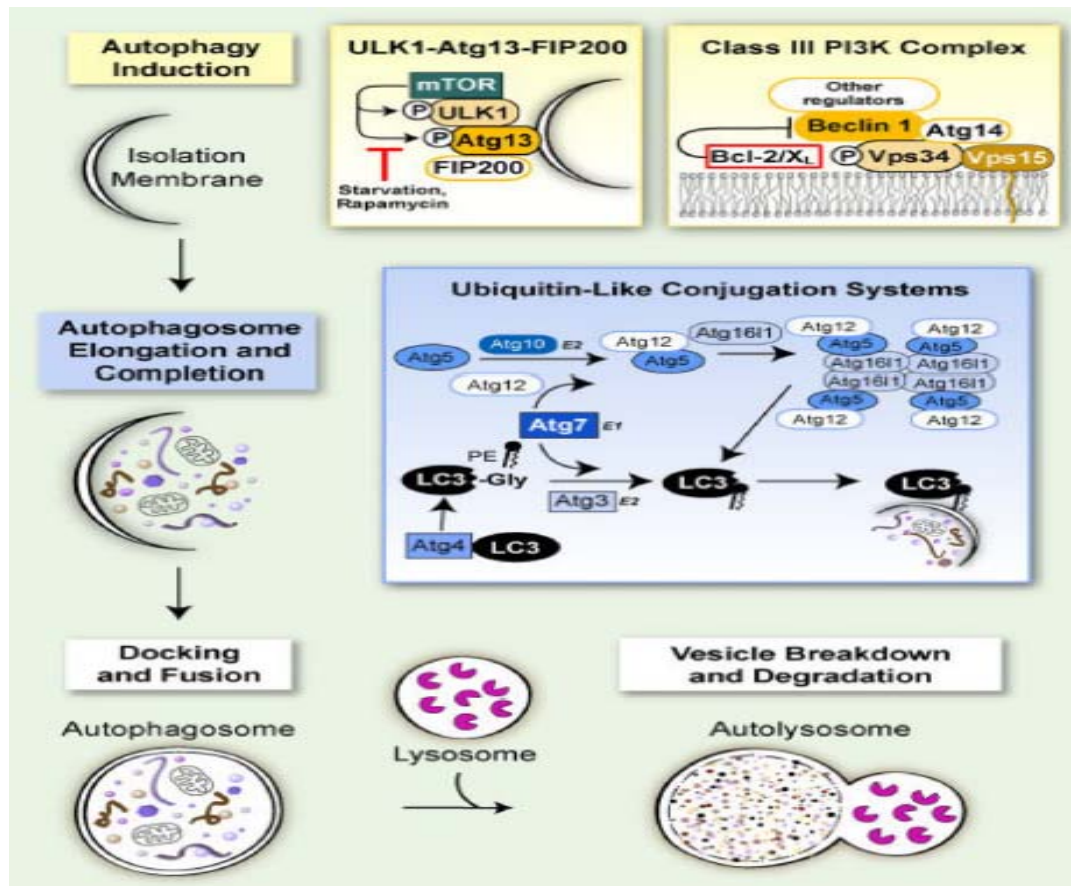 Autophagy
Induction
Isolation
Membrane
ULK1-Atg13-FIP200
mTOR
P ULK1
P Atg13
FIP200
Starvation,
Rapamycin
Class III PI3K Complex
Other
regulators
Beclin 1
Atg14
Bcl-2/XL
P Vps34
Vps15
Autophagosome
Elongation and
Completion
Ubiquitin-Like Conjugation Systems
Atg5
Atg10 E2
Atg12
Atg12
Atg5
Atg16l1
Atg12
Atg5
Atg16l1
Atg16l1
Atg5
Atg12
Atg12
Atg5
Atg16l1
Atg16l1
Atg5
Atg12
Atg7 E1
PE
LC3 -Gly
Atg3 E2
LC3
LC3
Atg4
LC3
Docking
and Fusion
Autophagosome
Lysosome
Vesicle Breakdown
and Degradation
Autolysosome